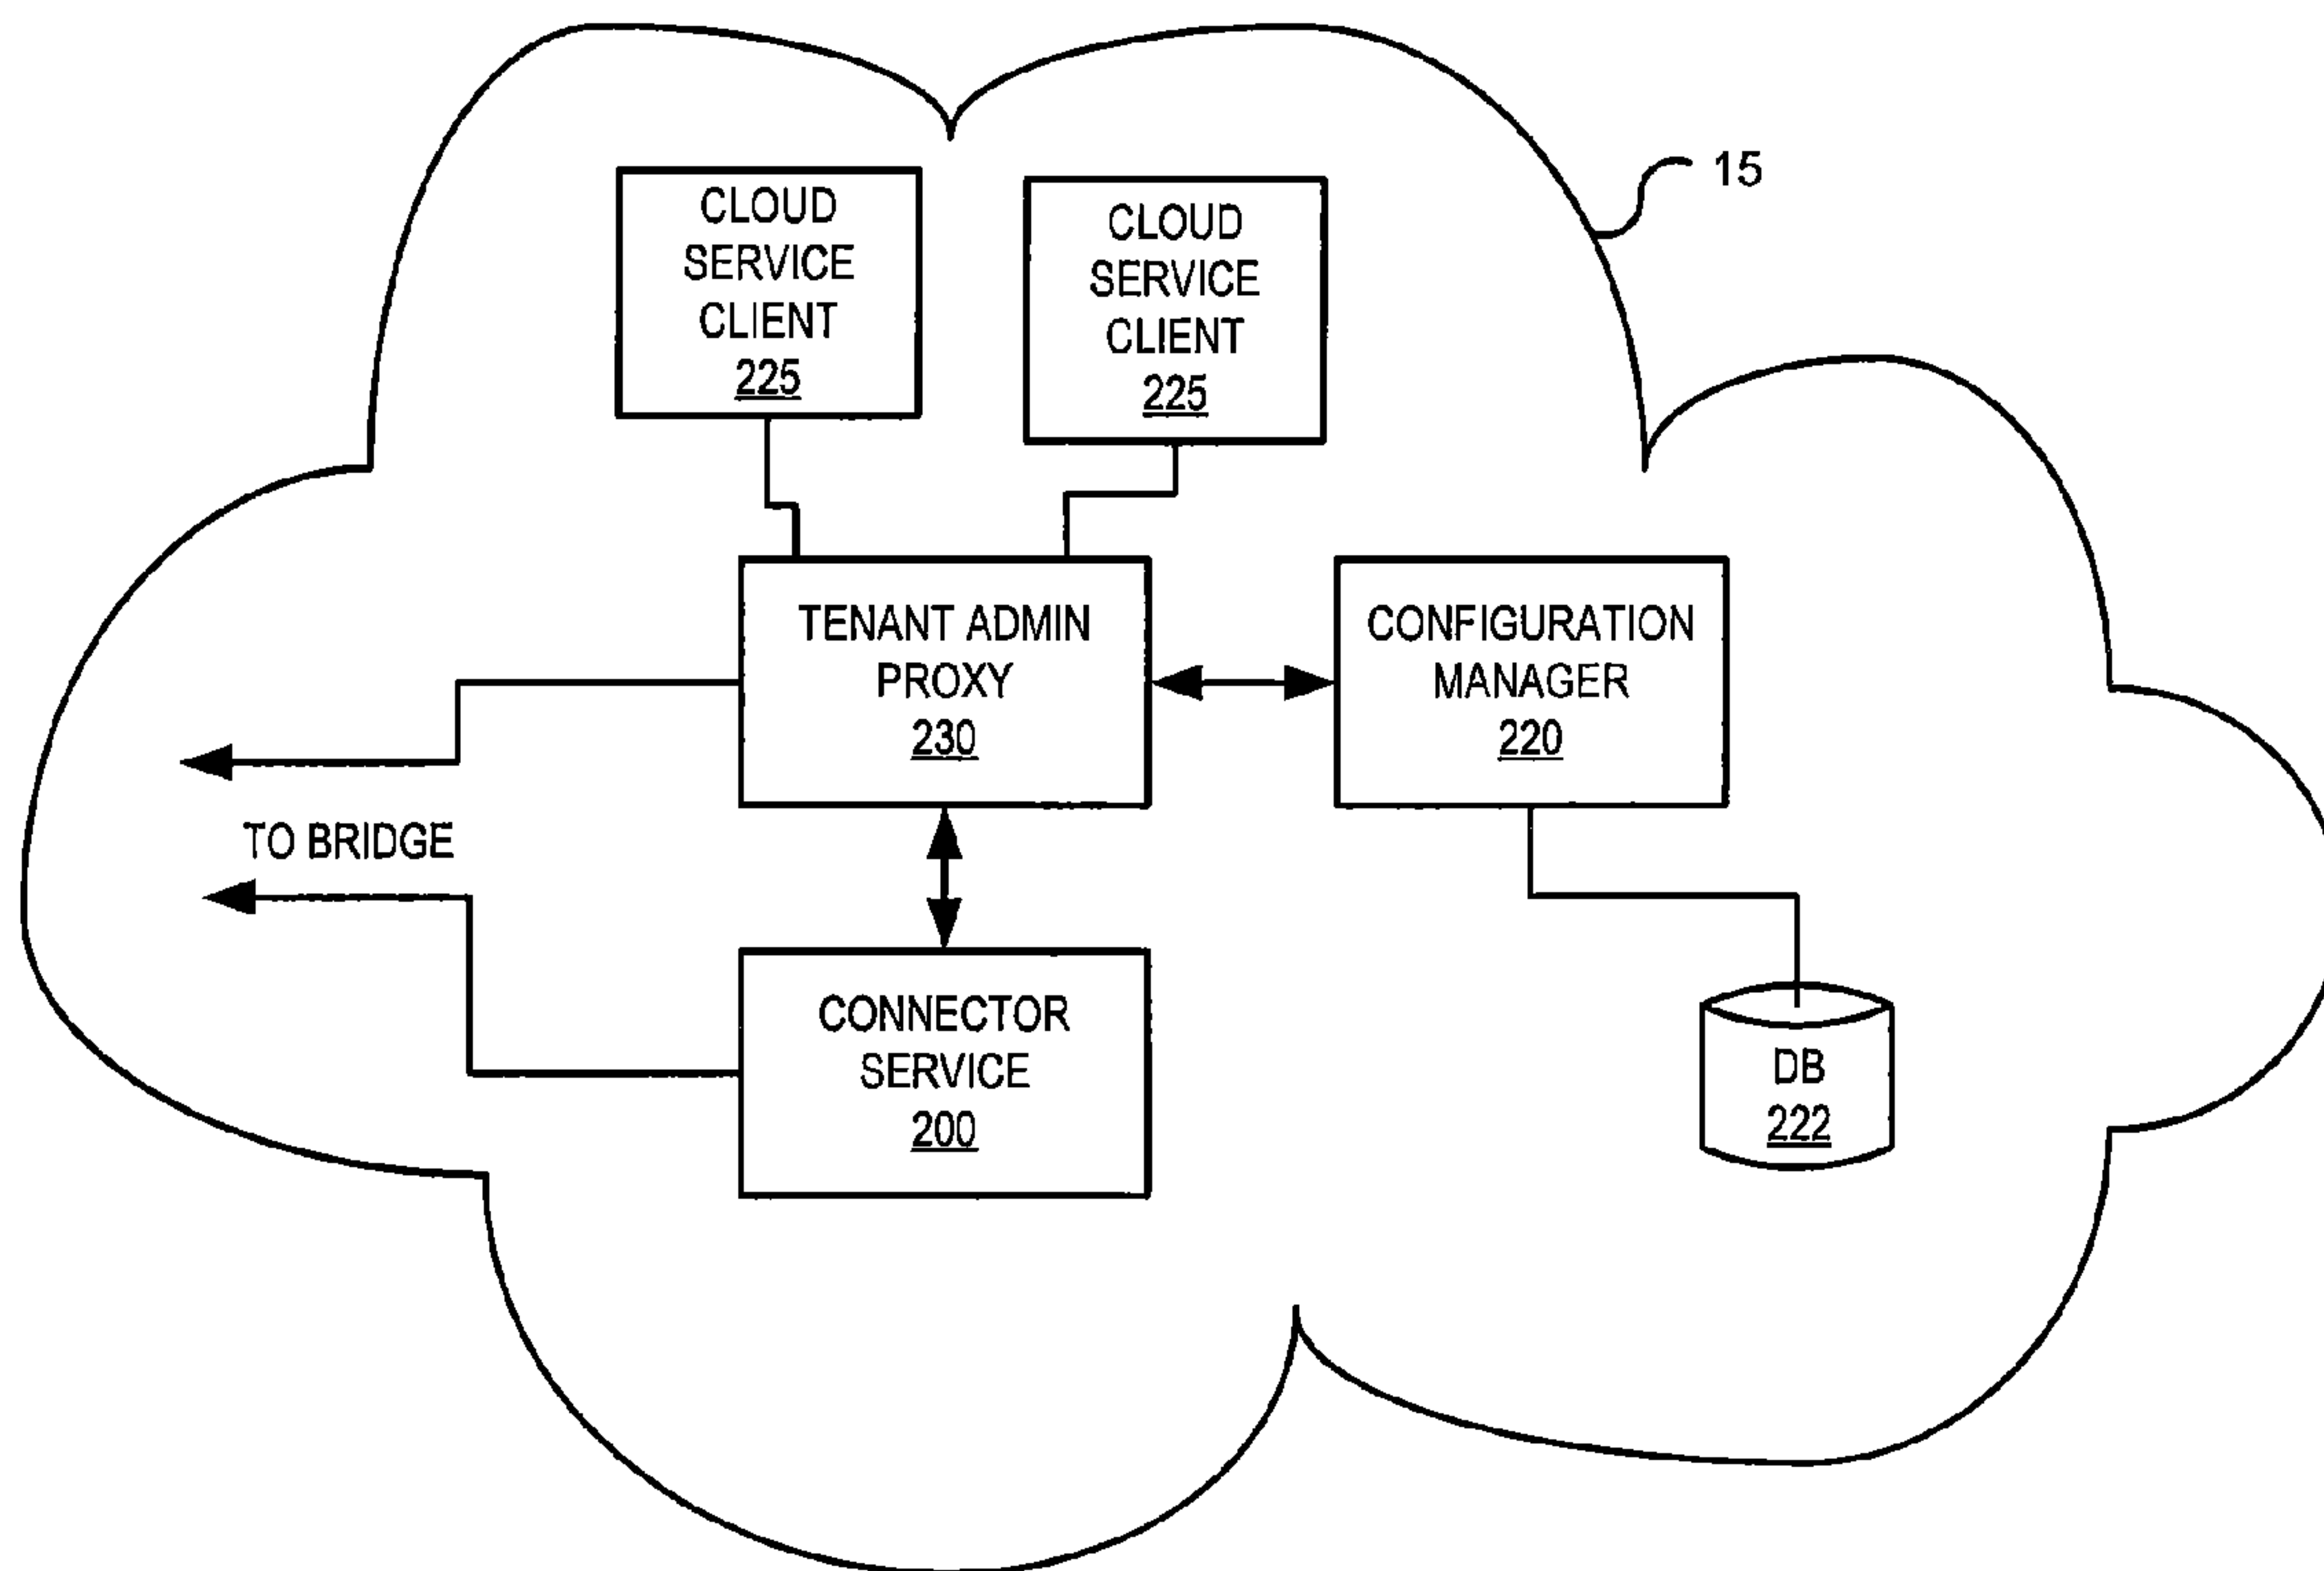 15
CLOUD
SERVICE
CLIENT
225
CLOUD
SERVICE
CLIENT
225
TENANT ADMIN
PROXY
230
CONFIGURATION
MANAGER
220
TO BRIDGE
CONNECTOR
SERVICE
200
DB
222